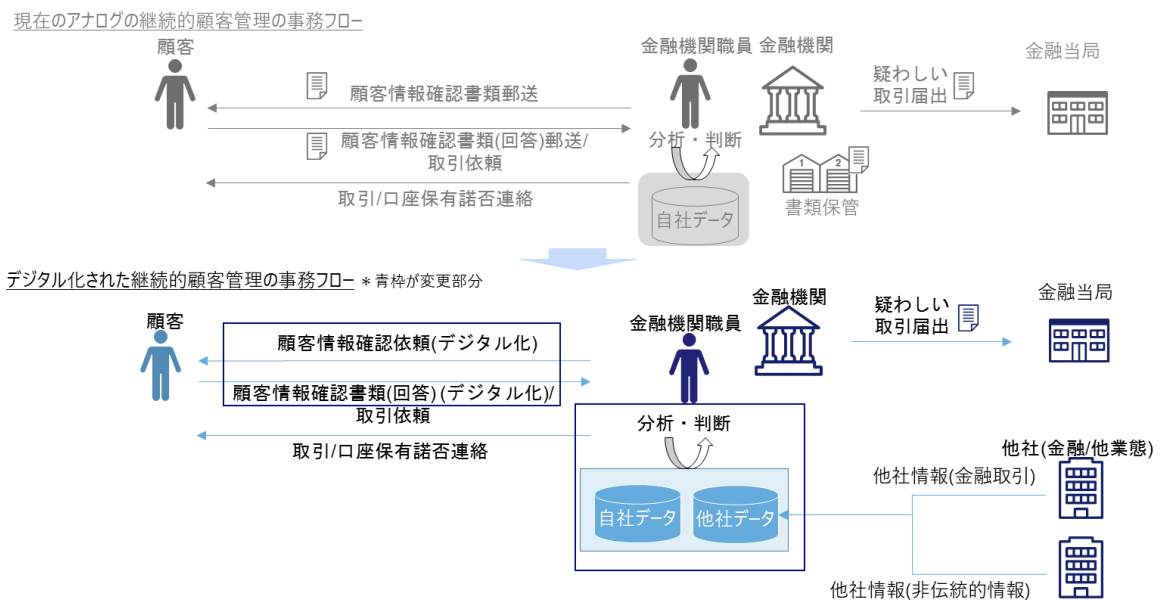 現在のアナログの継続的顧客管理の事務フロー
顧客
金融機関職員
金融機関
金融当局
顧客情報確認書類郵送
疑わしい
取引届出
顧客情報確認書類(回答)郵送/
取引依頼
分析・判断
1
2
取引/口座保有諾否連絡
自社データ
書類保管
デジタル化された継続的顧客管理の事務フロー *青枠が変更部分
顧客
金融機関職員
金融機関
疑わしい
取引届出
金融当局
顧客情報確認依頼(デジタル化)
顧客情報確認書類(回答)(デジタル化)/
取引依頼
取引/口座保有諾否連絡
分析・判断
自社データ
他社データ
他社(金融/他業態)
他社情報(金融取引)
他社情報(非伝統的情報)